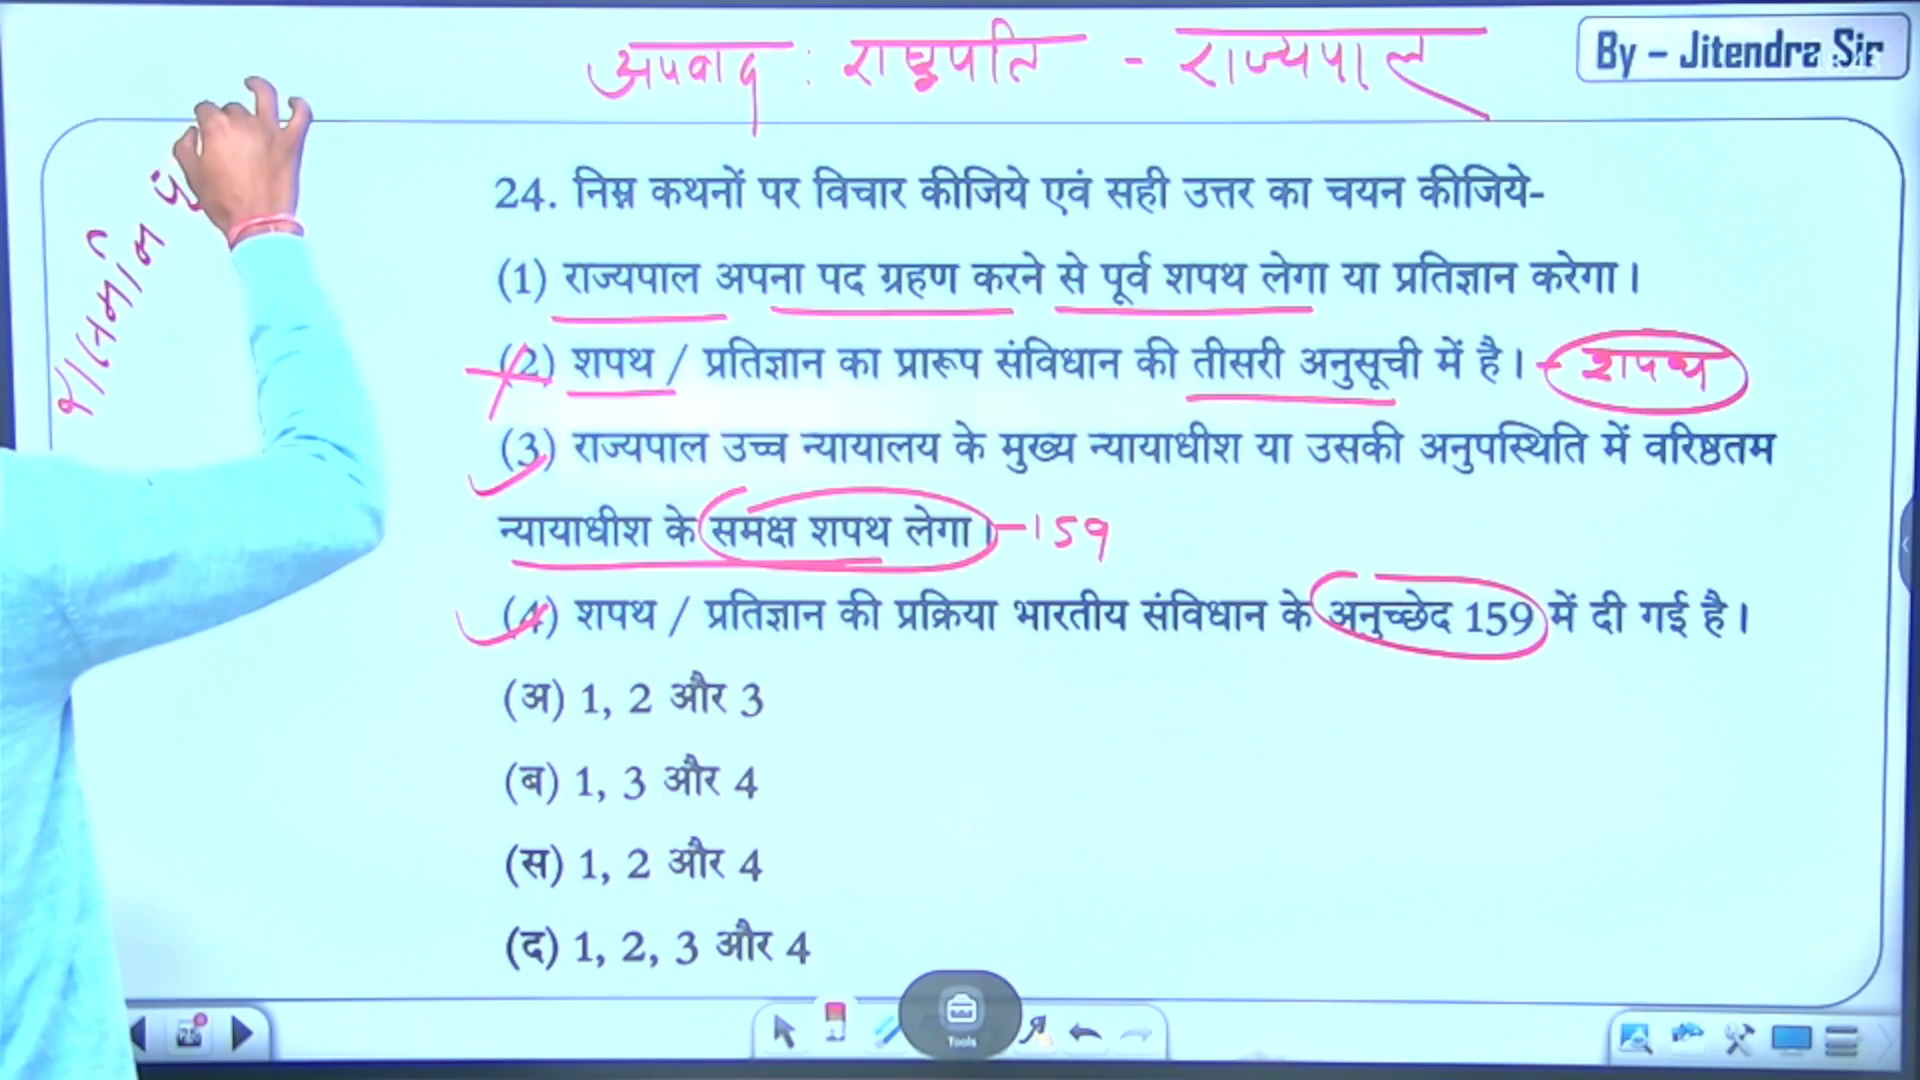 अपवाद : राष्ट्रपति - राज्यपाल
By – Jitendra Sir
24. निम्न कथनों पर विचार कीजिये एवं सही उत्तर का चयन कीजिये-
(1) राज्यपाल अपना पद ग्रहण करने से पूर्व शपथ लेगा या प्रतिज्ञान करेगा।
(2) शपथ / प्रतिज्ञान का प्रारूप संविधान की तीसरी अनुसूची में है। - शपथ
(3) राज्यपाल उच्च न्यायालय के मुख्य न्यायाधीश या उसकी अनुपस्थिति में वरिष्ठतम
न्यायाधीश के समक्ष शपथ लेगा। - 159
(4) शपथ / प्रतिज्ञान की प्रक्रिया भारतीय संविधान के अनुच्छेद 159 में दी गई है।
(अ) 1, 2 और 3
(ब) 1, 3 और 4
(स) 1, 2 और 4
(द) 1, 2, 3 और 4
Tools